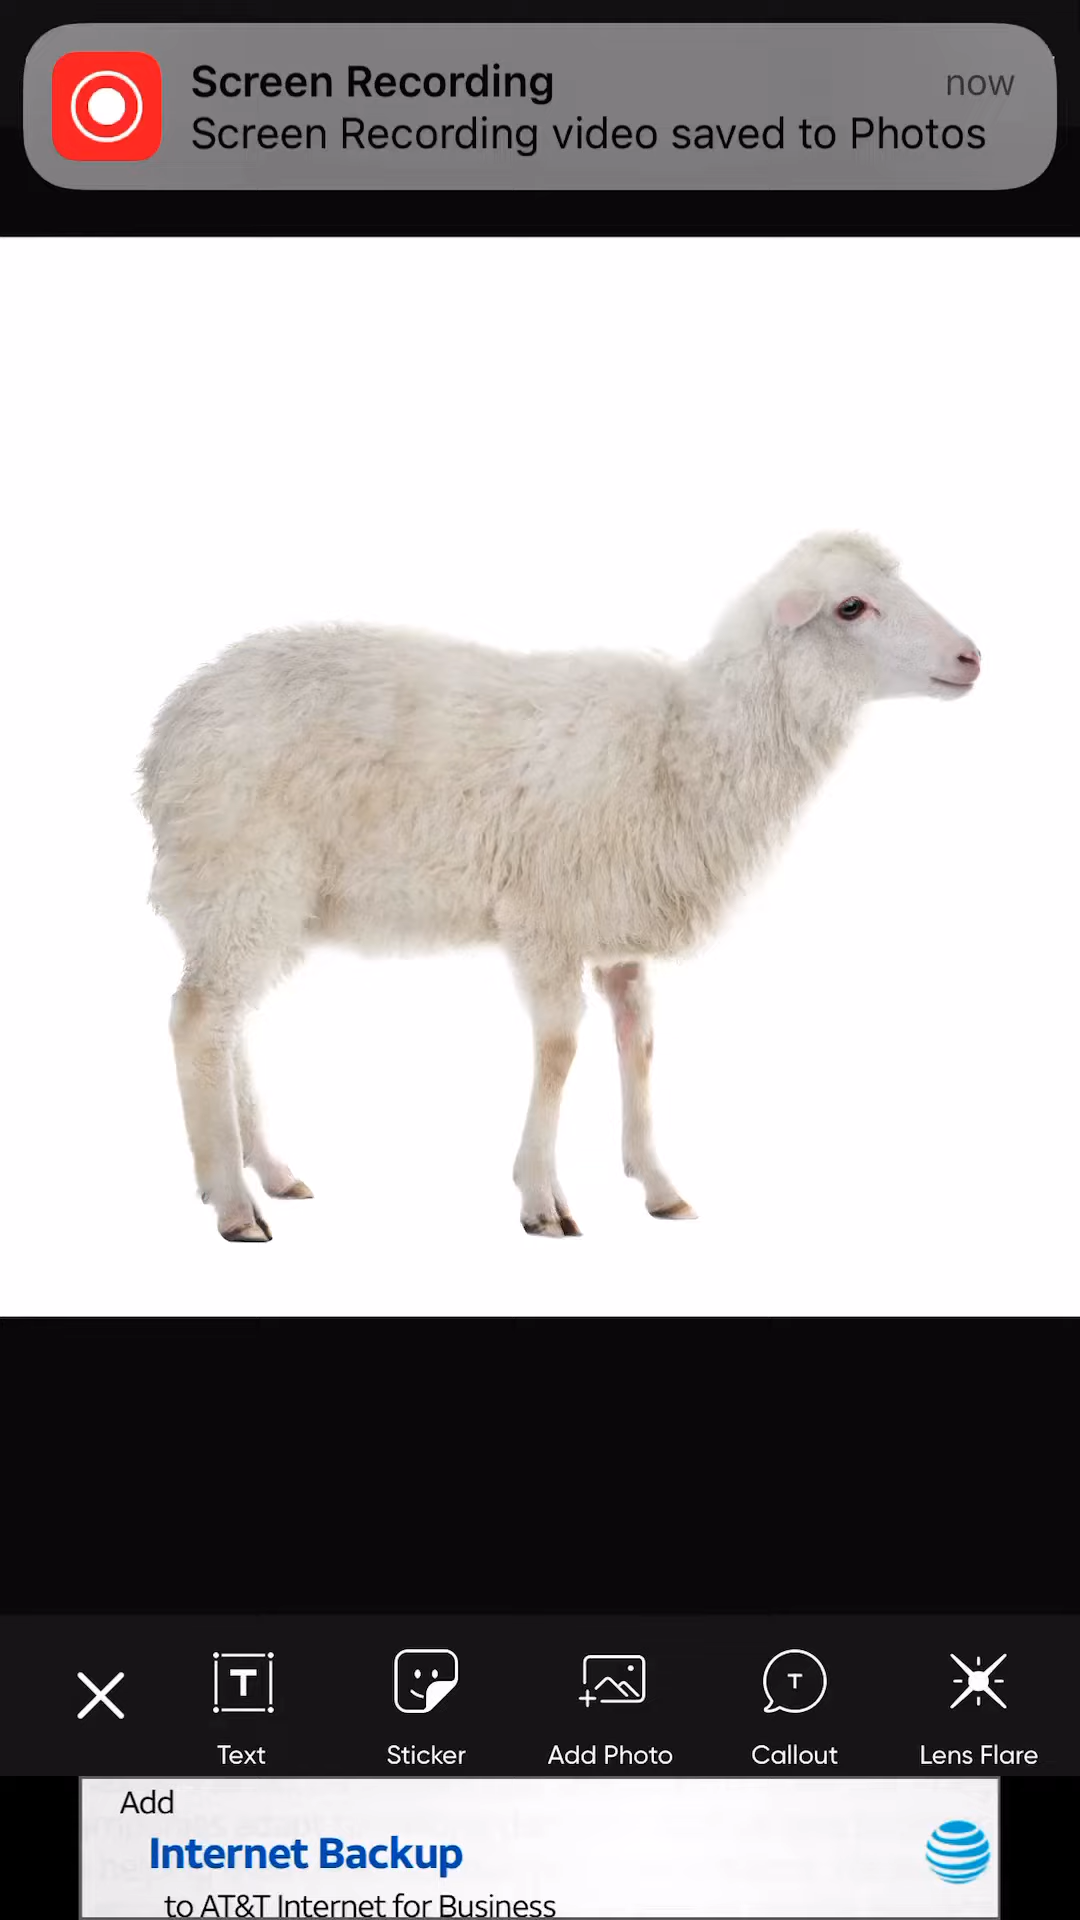 Screen Recording
now
Screen Recording video saved to Photos
T
T
Text
Sticker
Add Photo
Callout
Lens Flare
Add
Internet Backup
to AT&T Internet for Business